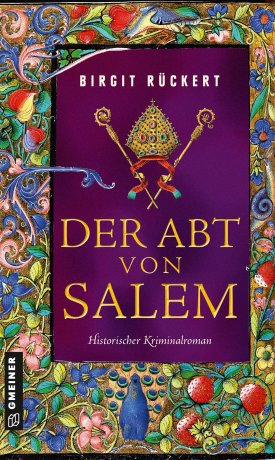 BIRGIT RÜCKERT
DER ABT
VON
SALEM
Historischer Kriminalroman
GMEINER